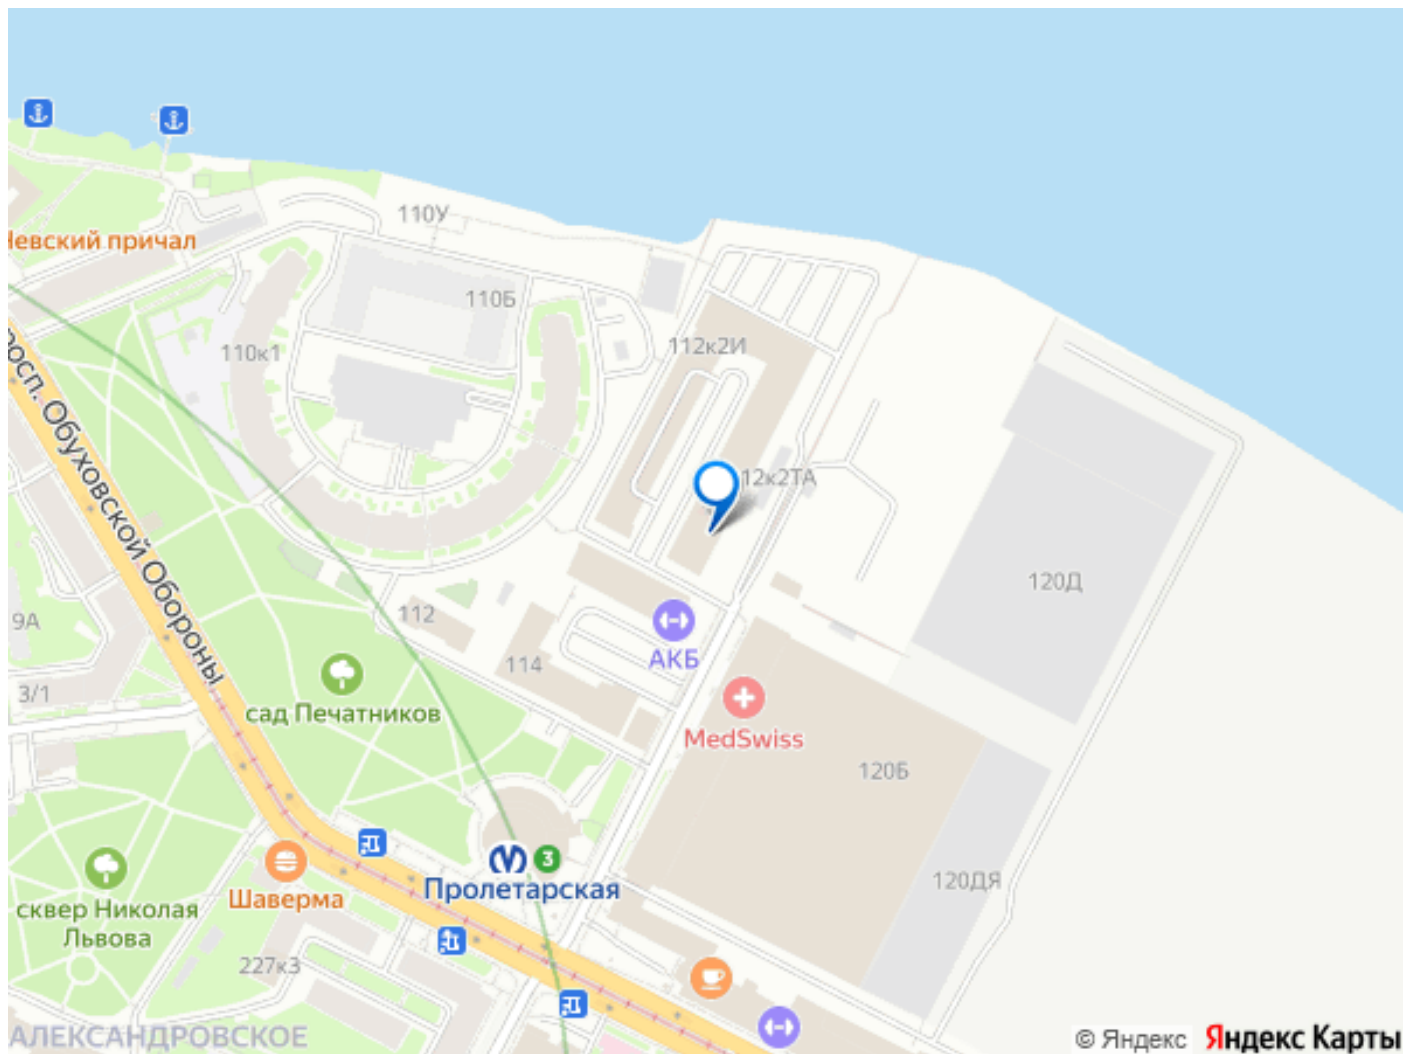 110У
Невский причал
110Б
110к1
112к2И
12к2ТА
просп. Обуховской Обороны
120Д
9А
112
АКБ
114
3/1
сад Печатников
MedSwiss
120Б
3
Пролетарская
120ДЯ
Шаверма
сквер Николая
Львова
227к3
АЛЕКСАНДРОВСКОЕ
© Яндекс Яндекс Карты